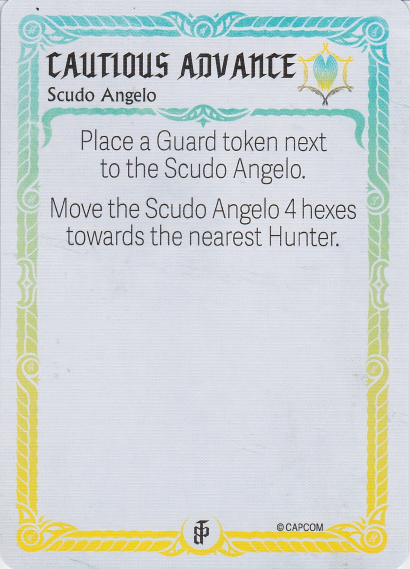 CAUTIOUS ADVANCE
Scudo Angelo
Place a Guard token next
to the Scudo Angelo.
Move the Scudo Angelo 4 hexes
towards the nearest Hunter.
© CAPCOM